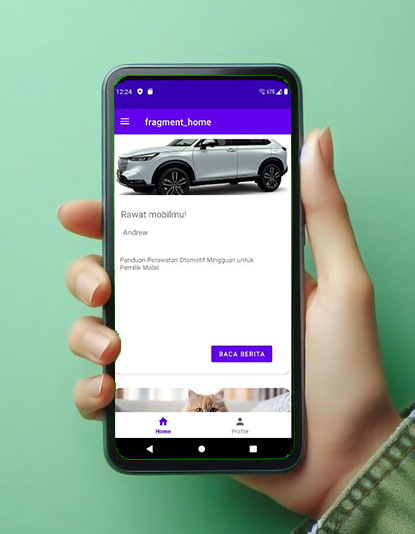 12:24 LTE
fragment_home
Rawat mobilmu!
Andrew
Panduan Perawatan Otomotif Mingguan untuk
Pemilik Mobil
BACA BERITA
Home Profile